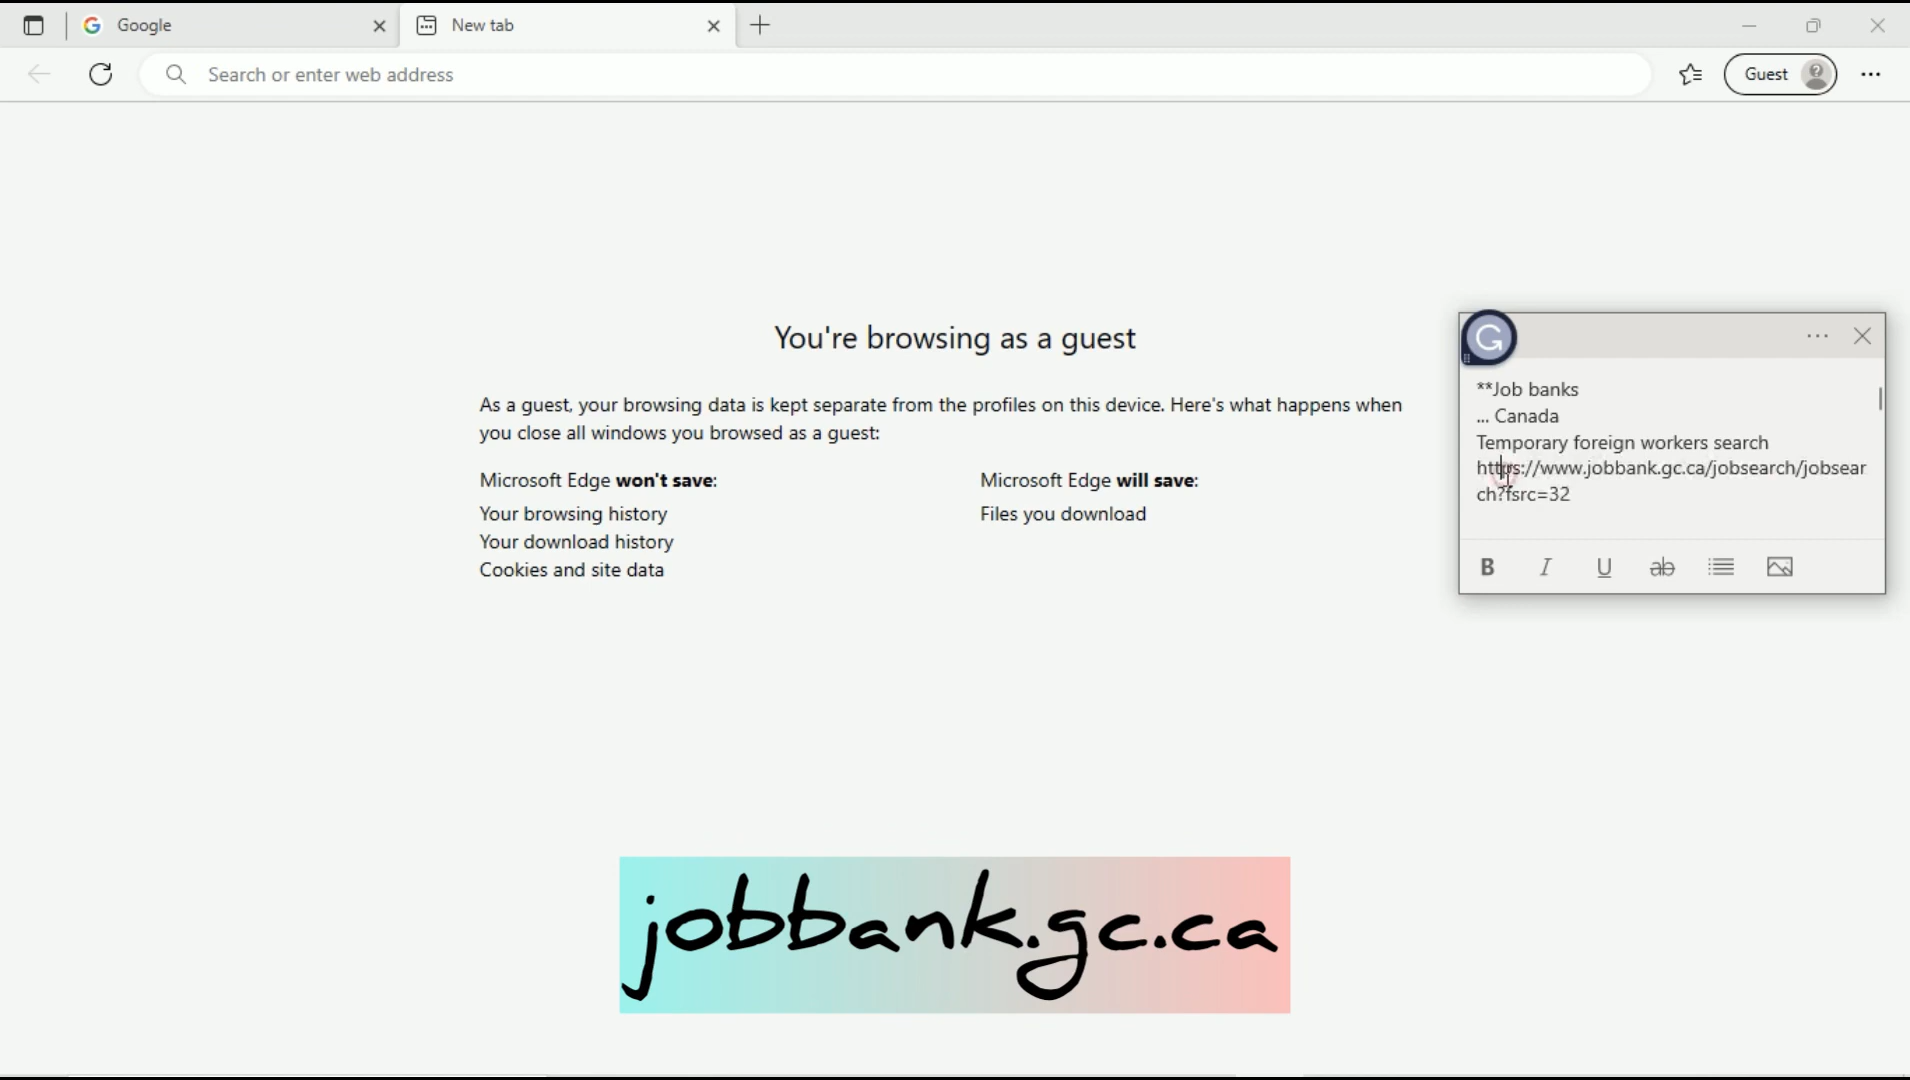 Google
New tab
Search or enter web address
Guest
You're browsing as a guest
As a guest, your browsing data is kept separate from the profiles on this device. Here's what happens when
you close all windows you browsed as a guest:
Microsoft Edge won't save:
Your browsing history
Your download history
Cookies and site data
Microsoft Edge will save:
Files you download
**Job banks
... Canada
Temporary foreign workers search
https://www.jobbank.gc.ca/jobsearch/jobsear
ch?fsrc=32
B I U ab
jobbank.gc.ca